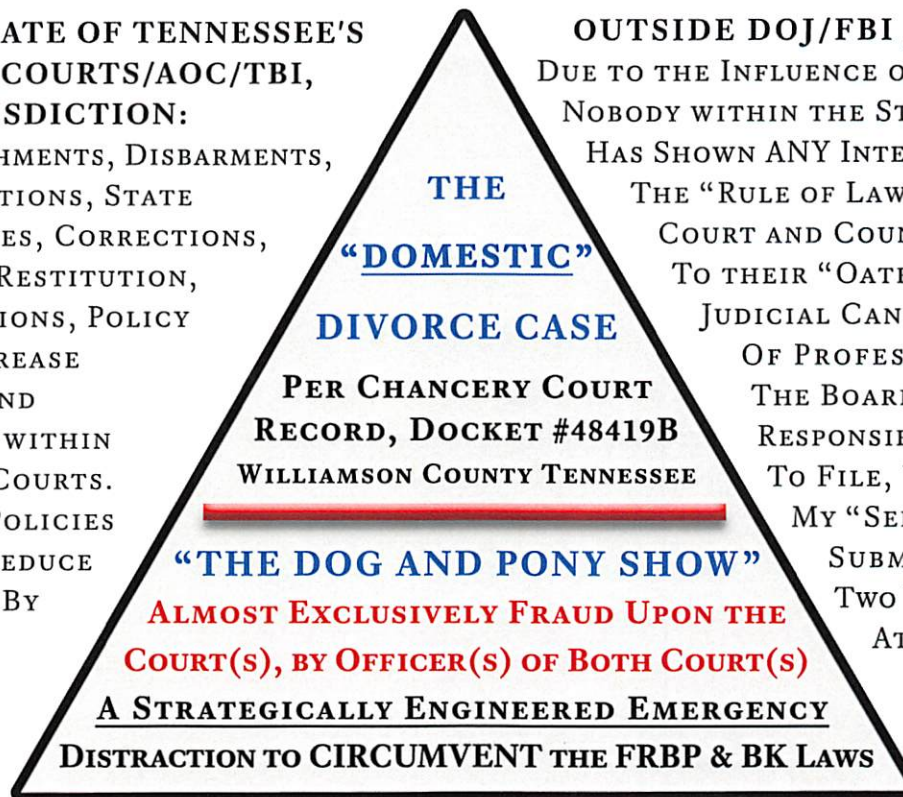 ATE OF TENNESSEE'S
COURTS/AOC/TBI,
SDICTION:
HMENTS, DISBARMENTS,
TIONS, STATE
ES, CORRECTIONS,
RESTITUTION,
IONS, POLICY
REASE
ND
WITHIN
COURTS.
OLICIES
EDUCE
BY
THE
“DOMESTIC”
DIVORCE CASE
PER CHANCERY COURT
RECORD, DOCKET #48419B
WILLIAMSON COUNTY TENNESSEE
“THE DOG AND PONY SHOW”
ALMOST EXCLUSIVELY FRAUD UPON THE
COURT(S), BY OFFICER(S) OF BOTH COURT(S)
A STRATEGICALLY ENGINEERED EMERGENCY
DISTRACTION TO CIRCUMVENT THE FRBP & BK LAWS
OUTSIDE DOJ/FBI
DUE TO THE INFLUENCE O
NOBODY WITHIN THE ST
HAS SHOWN ANY INTE
THE “RULE OF LAW
COURT AND COUN
TO THEIR “OATH
JUDICIAL CAN
OF PROFES
THE BOARD
RESPONSIB
TO FILE,
MY “SE
SUBM
TWO
AT